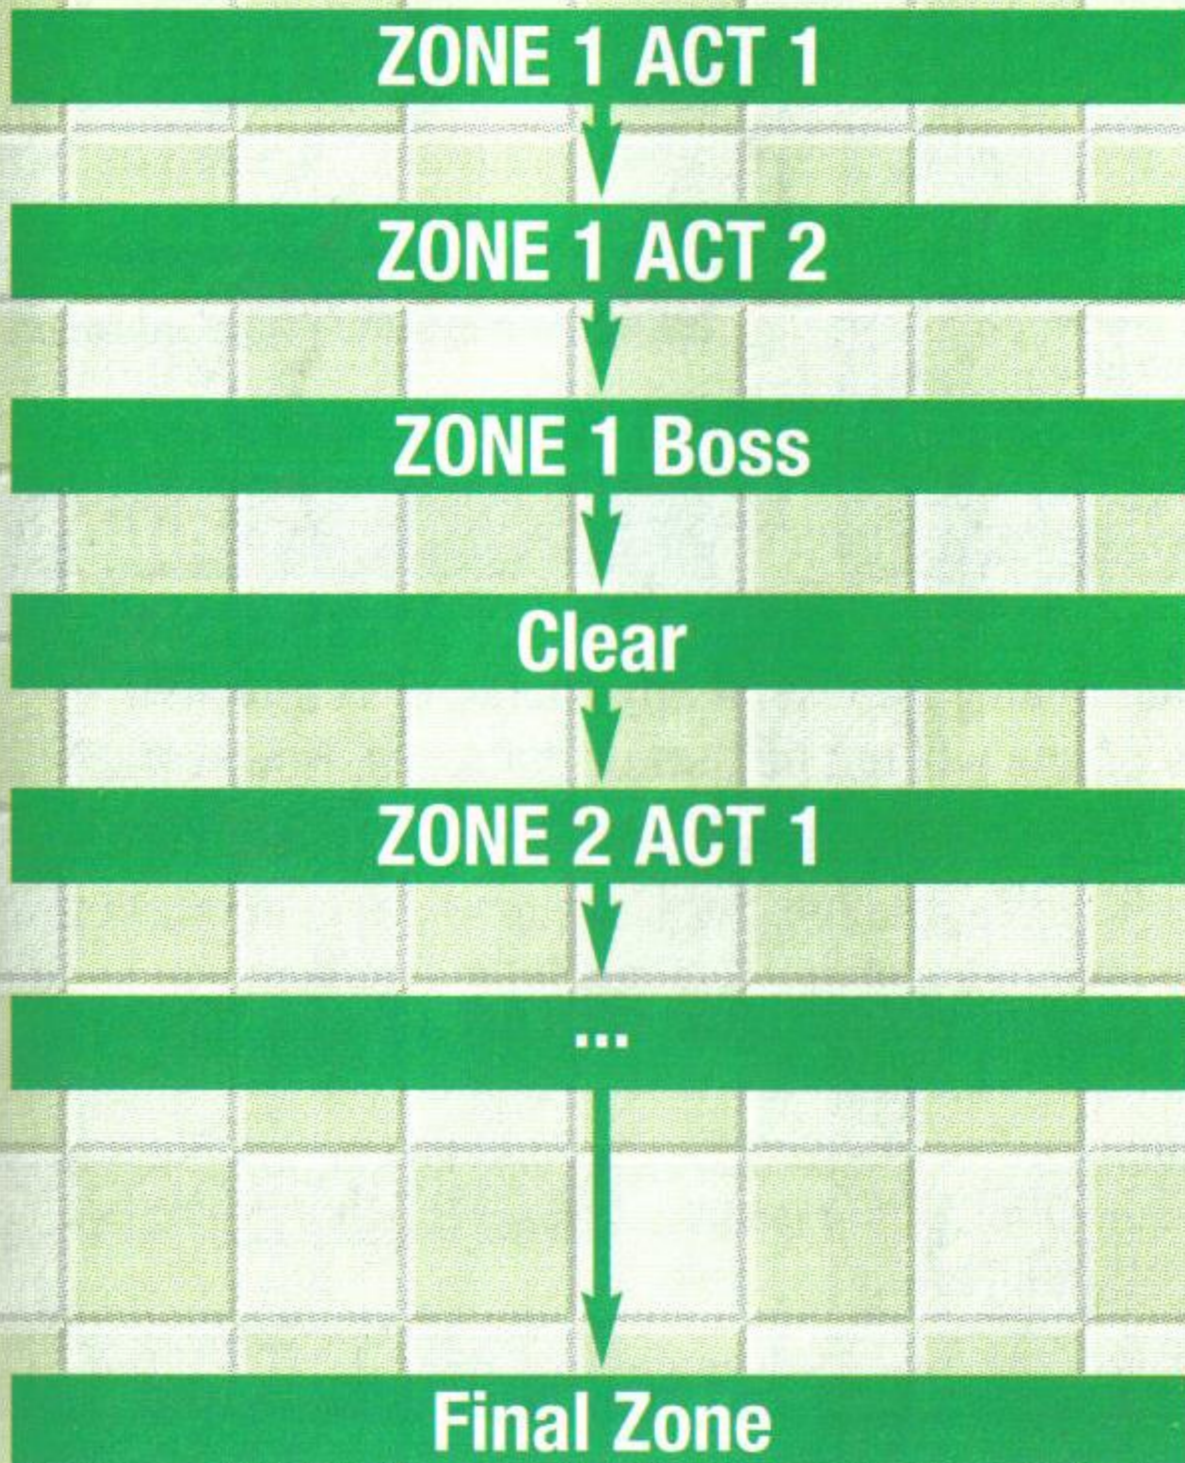 ZONE 1 ACT 1
ZONE 1 ACT 2
ZONE 1 Boss
Clear
ZONE 2 ACT 1
...
Final Zone